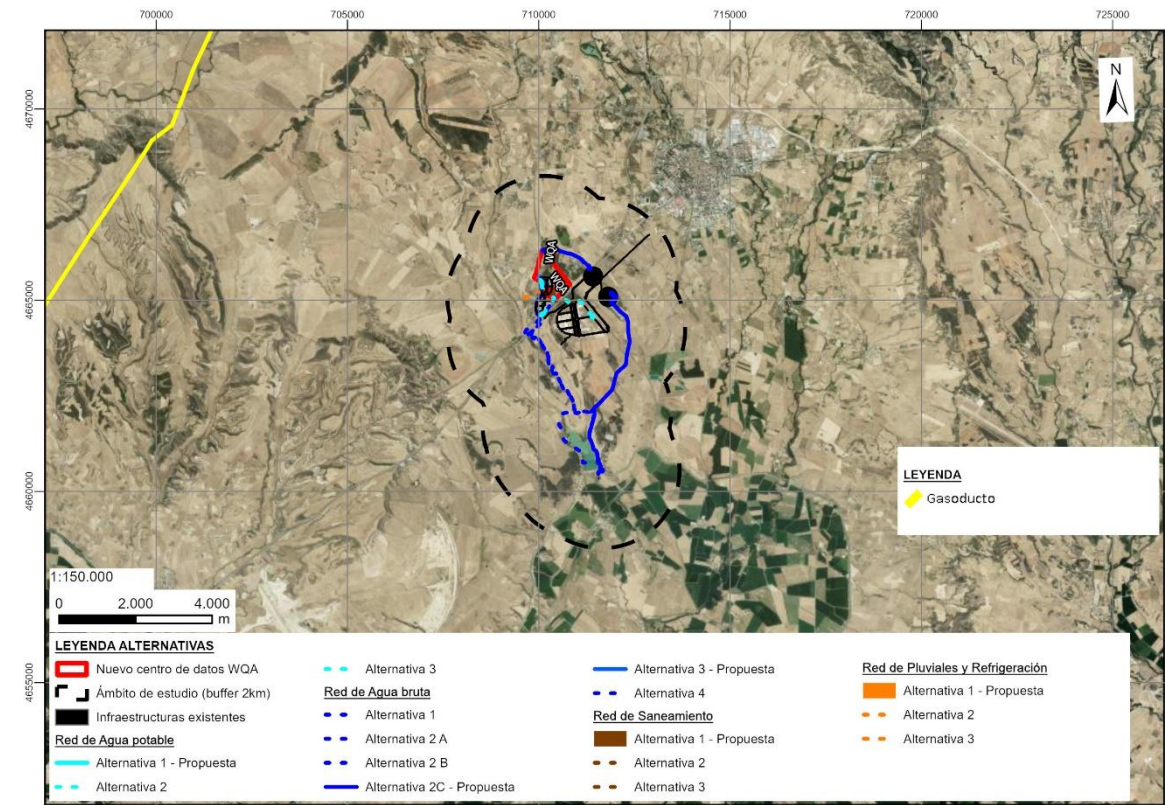 700000 705000 710000 715000 720000 725000
4670000
N
WQA
WQA
4665000
LEYENDA
Gasoducto
4660000
1:150.000
0 2.000 4.000
m
4655000
LEYENDA ALTERNATIVAS
Nuevo centro de datos WQA
Ámbito de estudio (buffer 2km)
Infraestructuras existentes
Red de Agua potable
Alternativa 1 - Propuesta
Alternativa 2
Alternativa 3
Red de Agua bruta
Alternativa 1
Alternativa 2 A
Alternativa 2 B
Alternativa 2C - Propuesta
Alternativa 3 - Propuesta
Alternativa 4
Red de Saneamiento
Alternativa 1 - Propuesta
Alternativa 2
Alternativa 3
Red de Pluviales y Refrigeración
Alternativa 1 - Propuesta
Alternativa 2
Alternativa 3